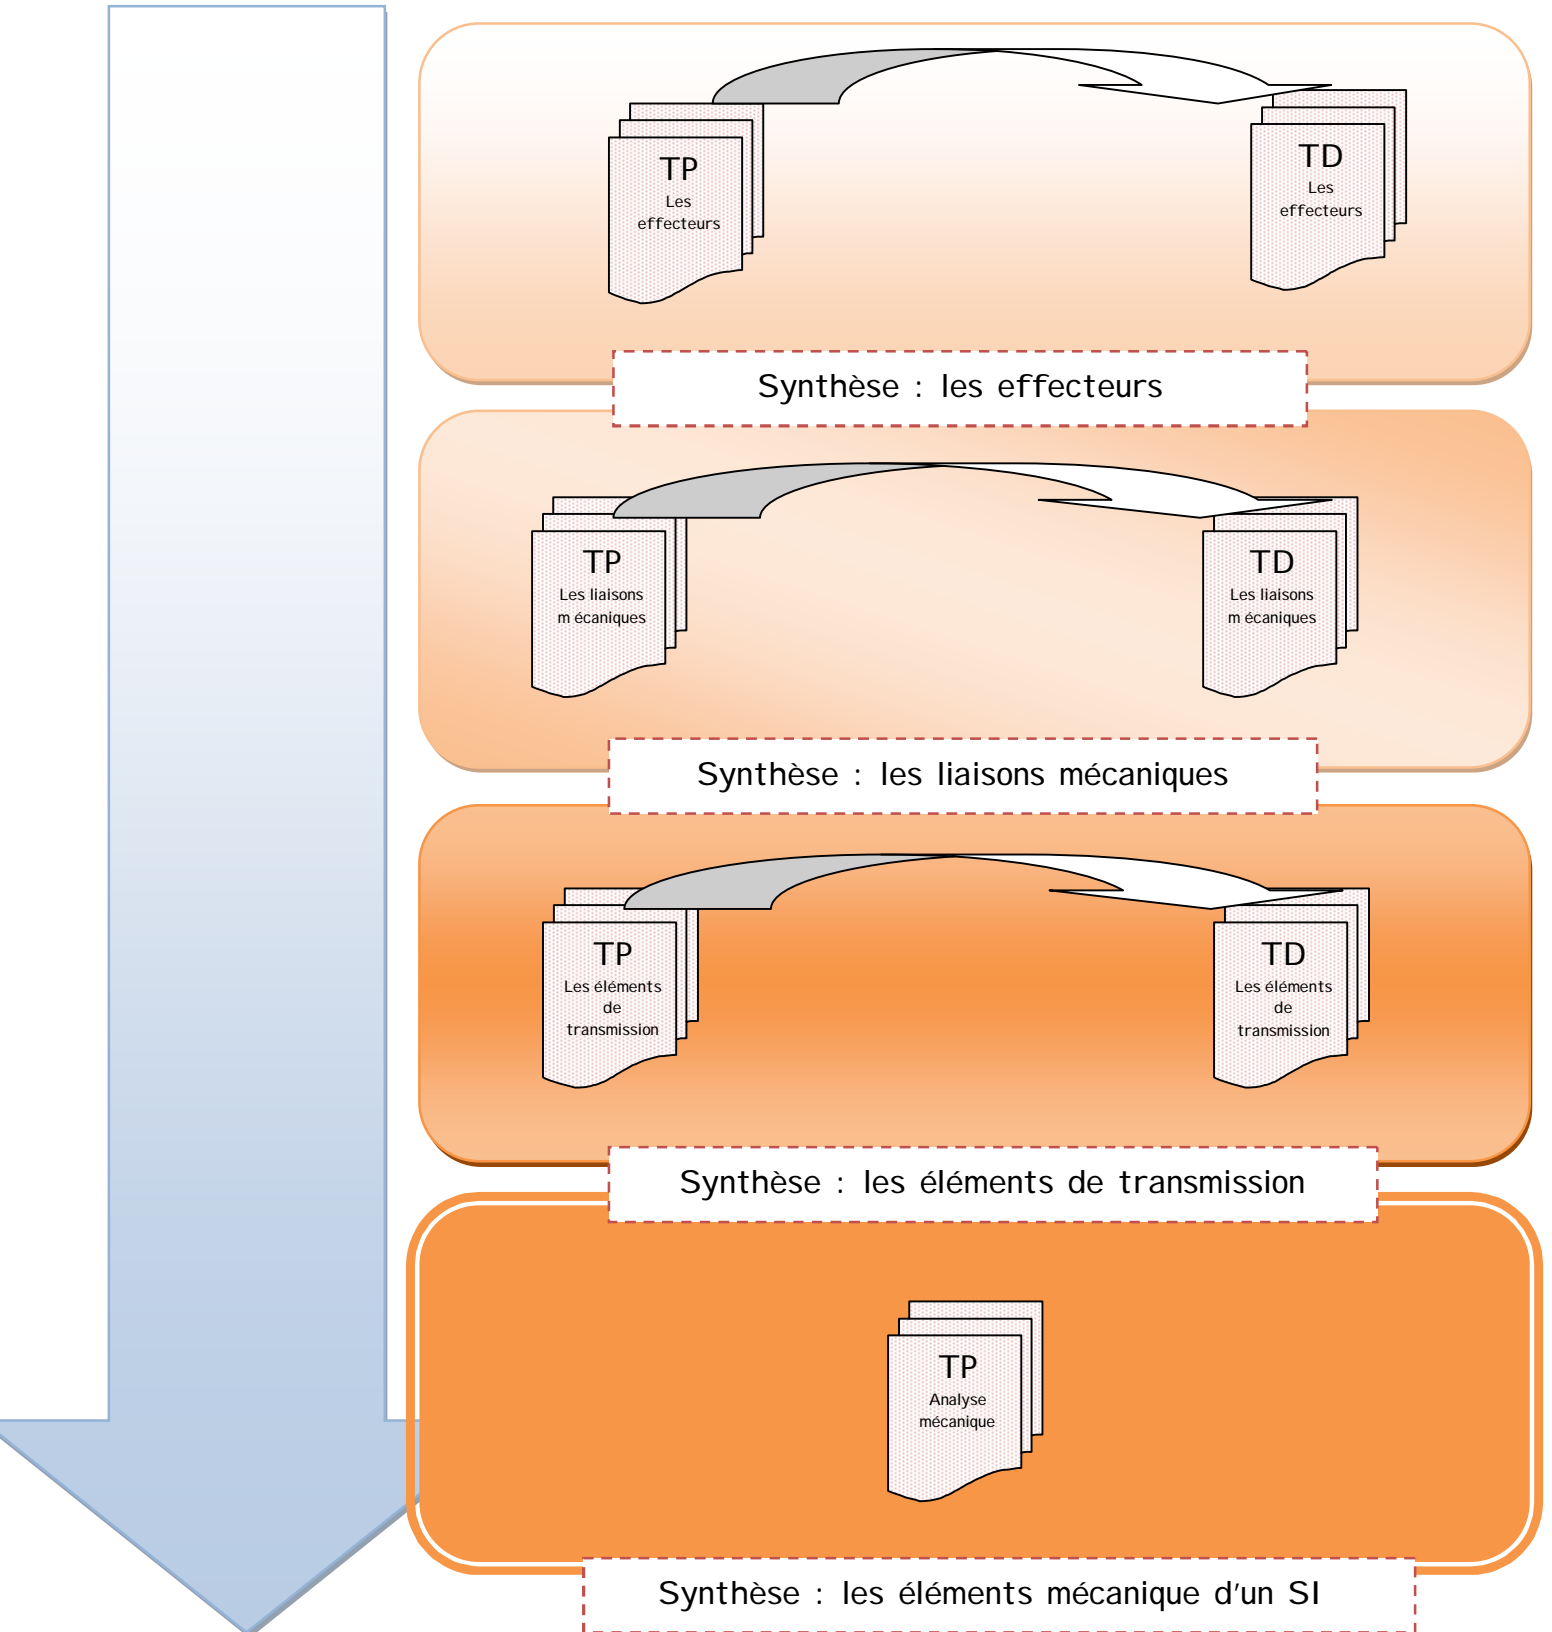 TP
Les
effecteurs
TD
Les
effecteurs
Synthèse : les effecteurs
TP
Les liaisons
m écaniques
TD
Les liaisons
m écaniques
Synthèse : les liaisons mécaniques
TP
Les éléments
de
transmission
TD
Les éléments
de
transmission
Synthèse : les éléments de transmission
TP
Analyse
mécanique
Synthèse : les éléments mécanique d'un SI